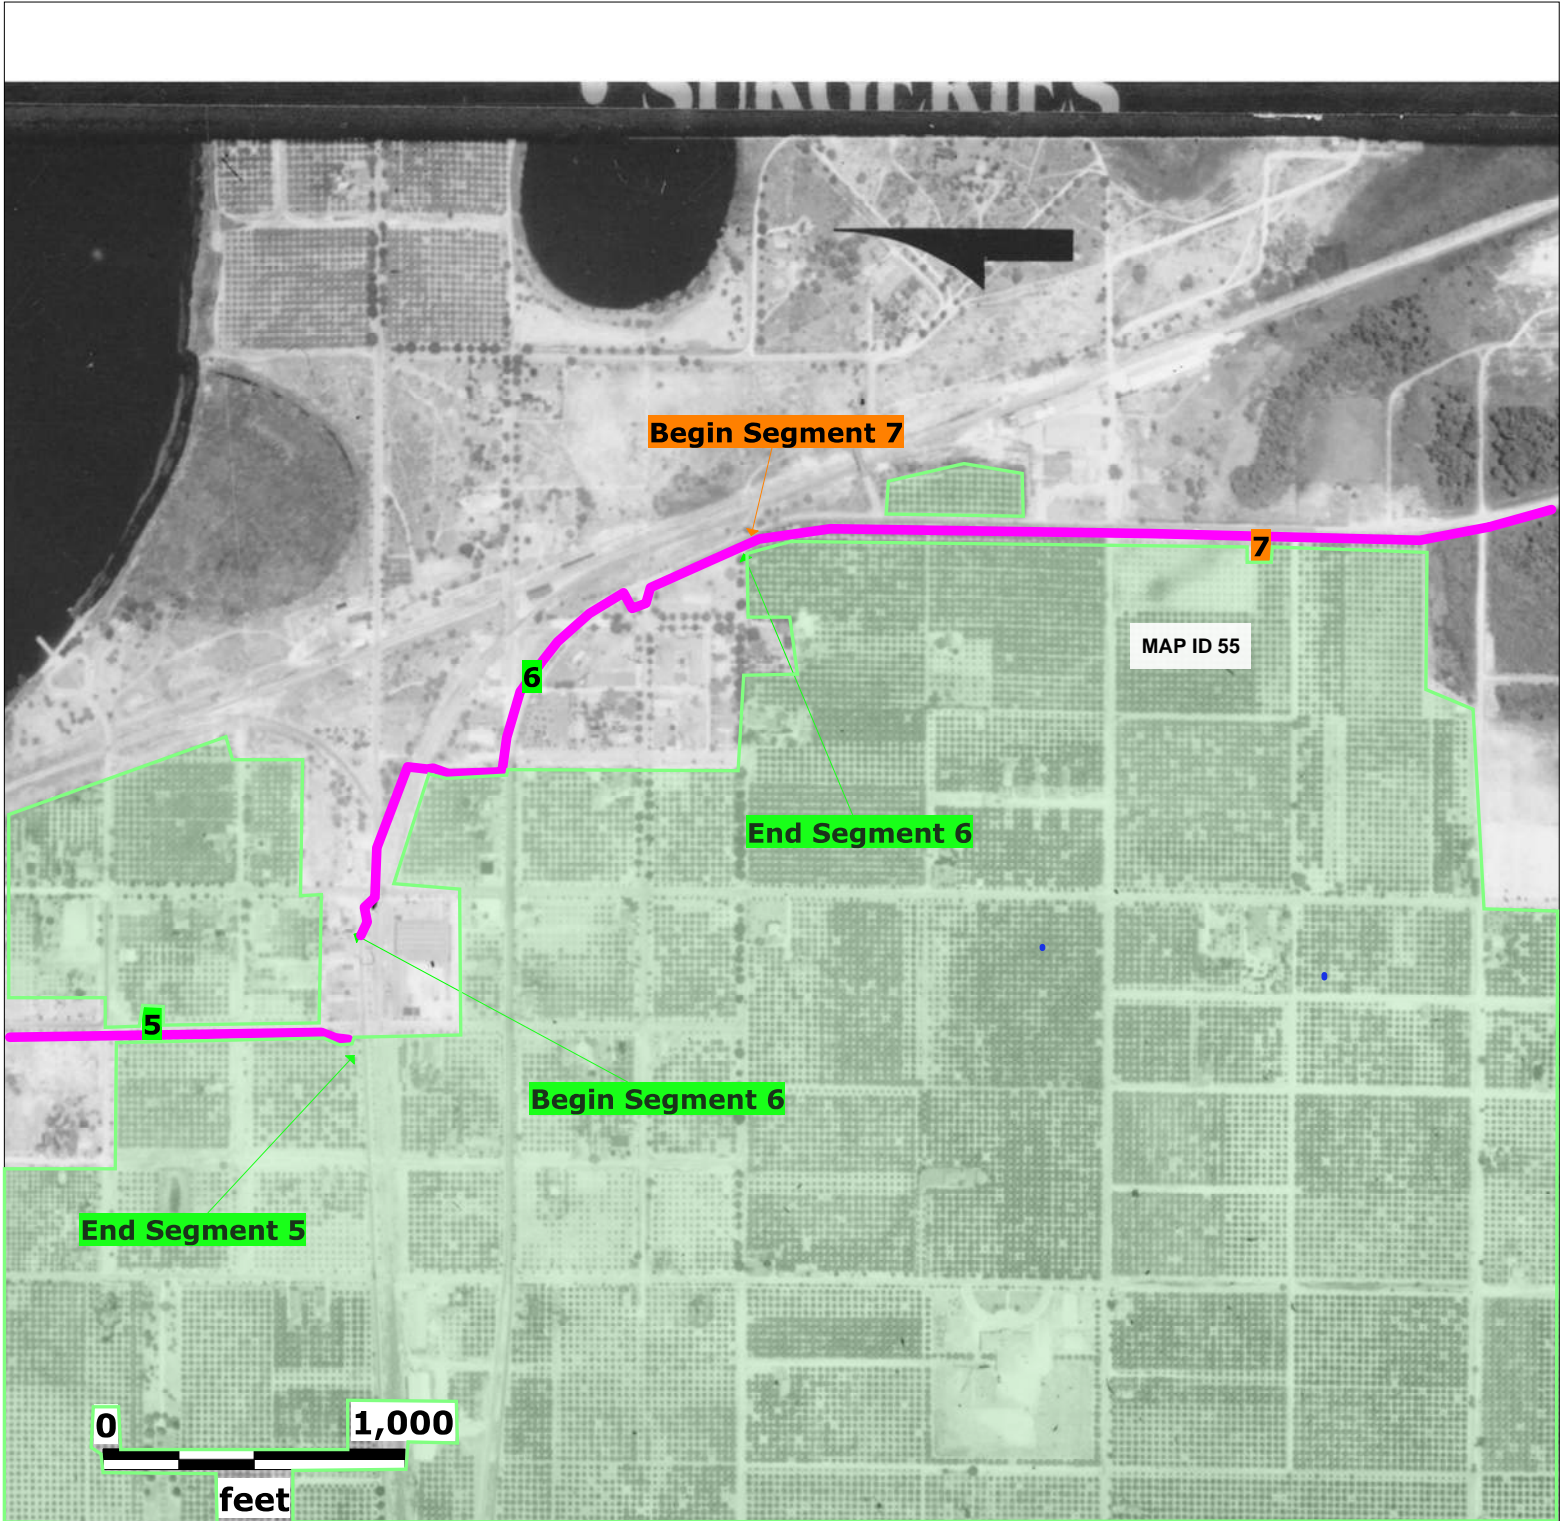 Begin Segment 7
7
MAP ID 55
6
End Segment 6
5
Begin Segment 6
End Segment 5
0
1,000
feet